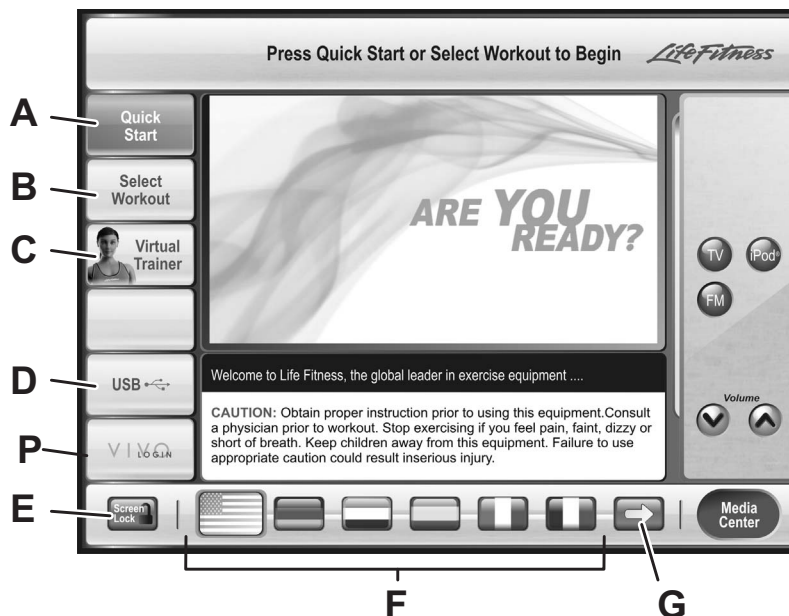 Press Quick Start or Select Workout to Begin
LifeFitness
A
Quick
Start
B
Select
Workout
C
Virtual
Trainer
ARE YOU
READY?
TV
iPod®
FM
D
USB
Welcome to Life Fitness, the global leader in exercise equipment ....
CAUTION: Obtain proper instruction prior to using this equipment.Consult
a physician prior to workout. Stop exercising if you feel pain, faint, dizzy or
short of breath. Keep children away from this equipment. Failure to use
appropriate caution could result inserious injury.
Volume
P
VIVO
LOGIN
E
Screen
Lock
Media
Center
F
G